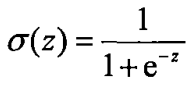 σ(z) = 1 / (1 + e^{-z})